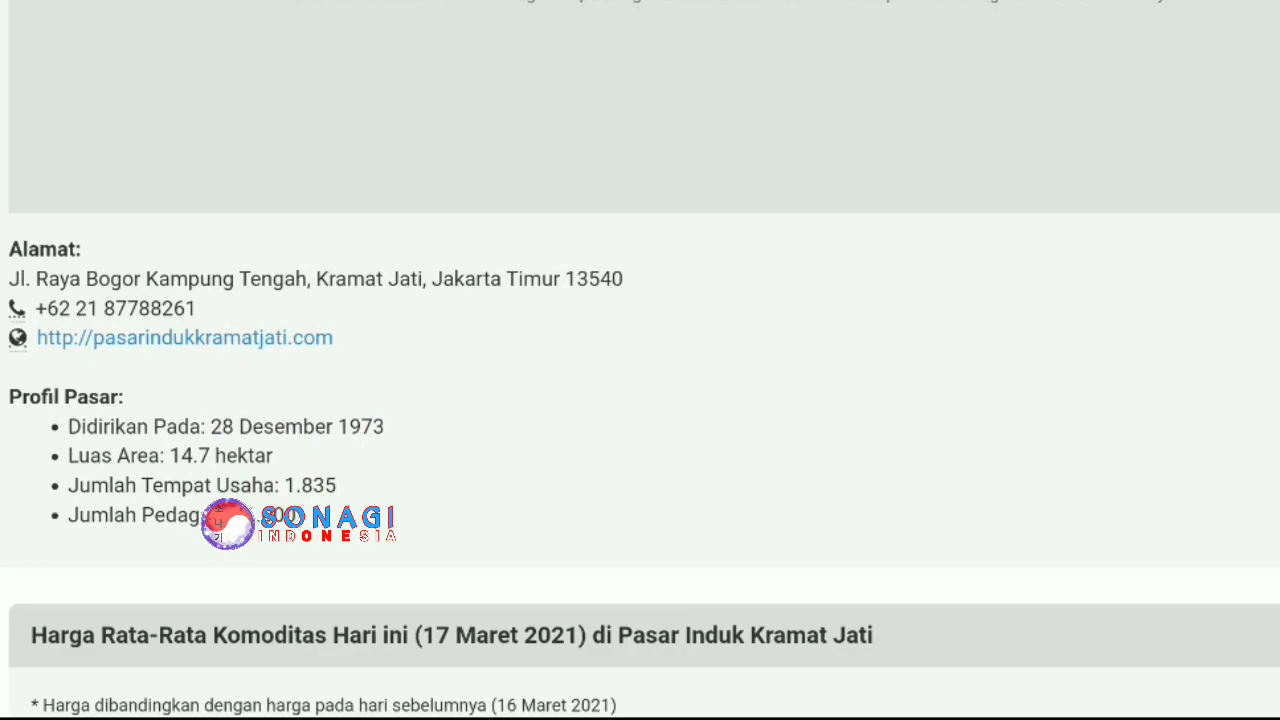 Alamat:
Jl. Raya Bogor Kampung Tengah, Kramat Jati, Jakarta Timur 13540
+62 21 87788261
http://pasarindukkramatjati.com
Profil Pasar:
• Didirikan Pada: 28 Desember 1973
• Luas Area: 14.7 hektar
• Jumlah Tempat Usaha: 1.835
• Jumlah
소나기
SONAGI
INDONESIA
Harga Rata-Rata Komoditas Hari ini (17 Maret 2021) di Pasar Induk Kramat Jati
* Harga dibandingkan dengan harga pada hari sebelumnya (16 Maret 2021)